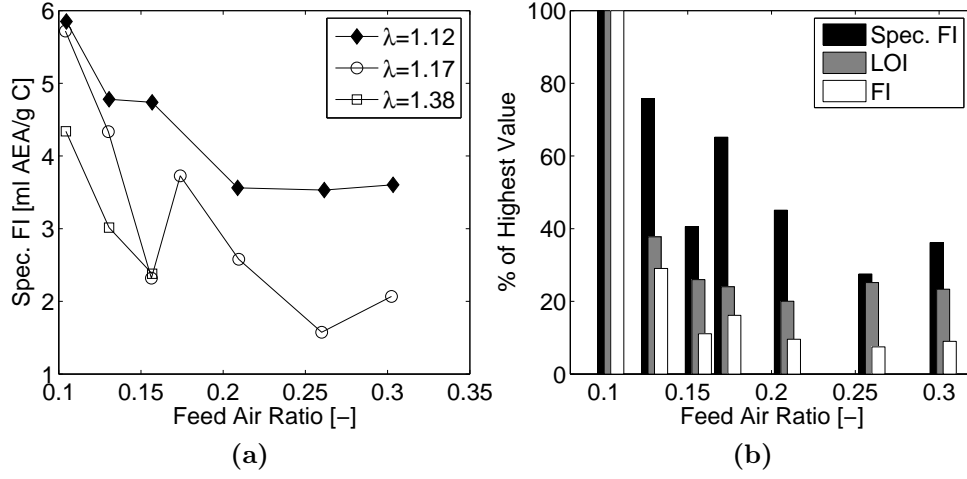 6
5
4
3
2
1
Spec. FI [ml AEA/g C]
λ=1.12
λ=1.17
λ=1.38
0.1 0.15 0.2 0.25 0.3 0.35
Feed Air Ratio [−]
(a)
100
80
60
40
20
0
% of Highest Value
Spec. FI
LOI
FI
0.1 0.15 0.2 0.25 0.3
Feed Air Ratio [−]
(b)